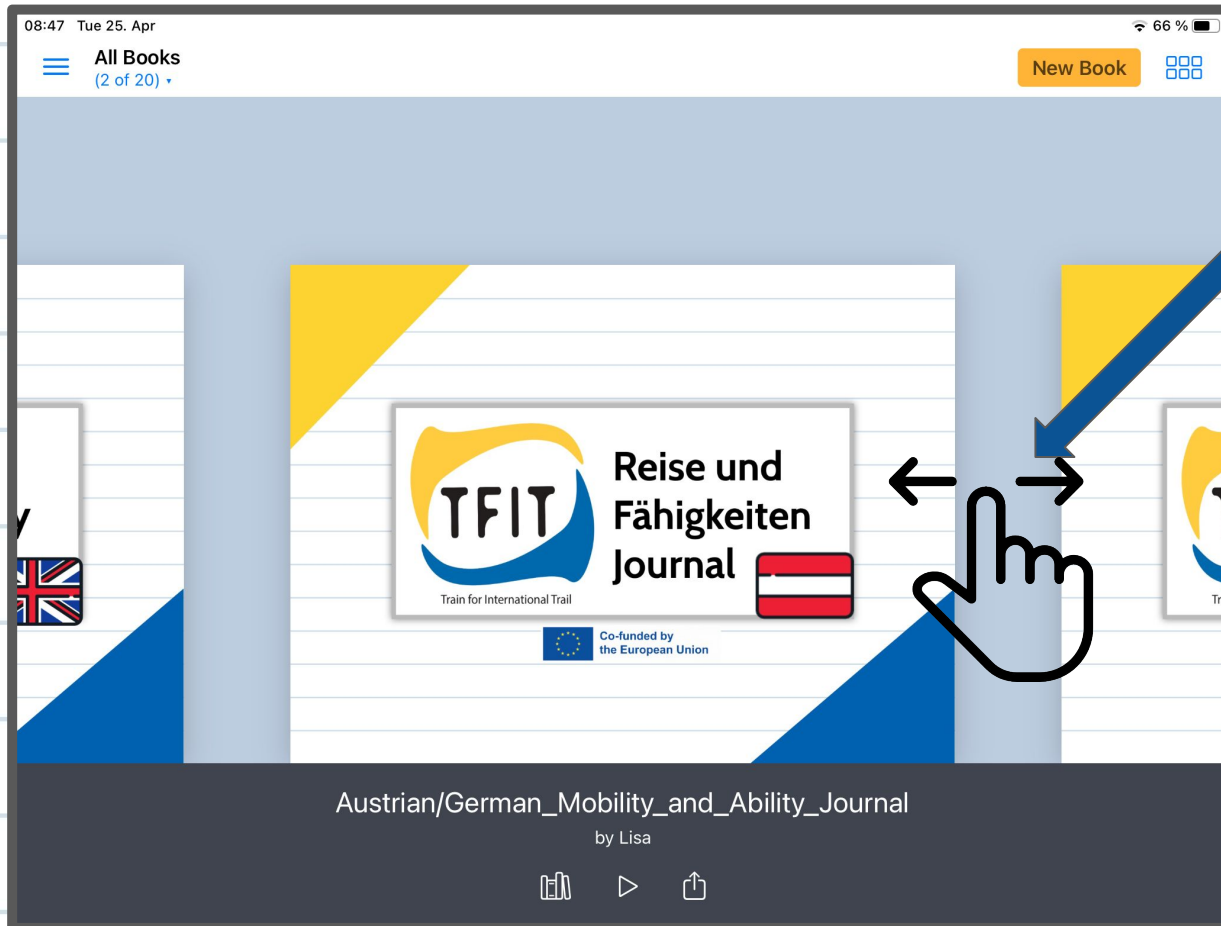 08:47 Tue 25. Apr
66 %
All Books
(2 of 20)
New Book
TFIT
Train for International Trail
Reise und
Fähigkeiten
Journal
Co-funded by
the European Union
Austrian/German_Mobility_and_Ability_Journal
by Lisa